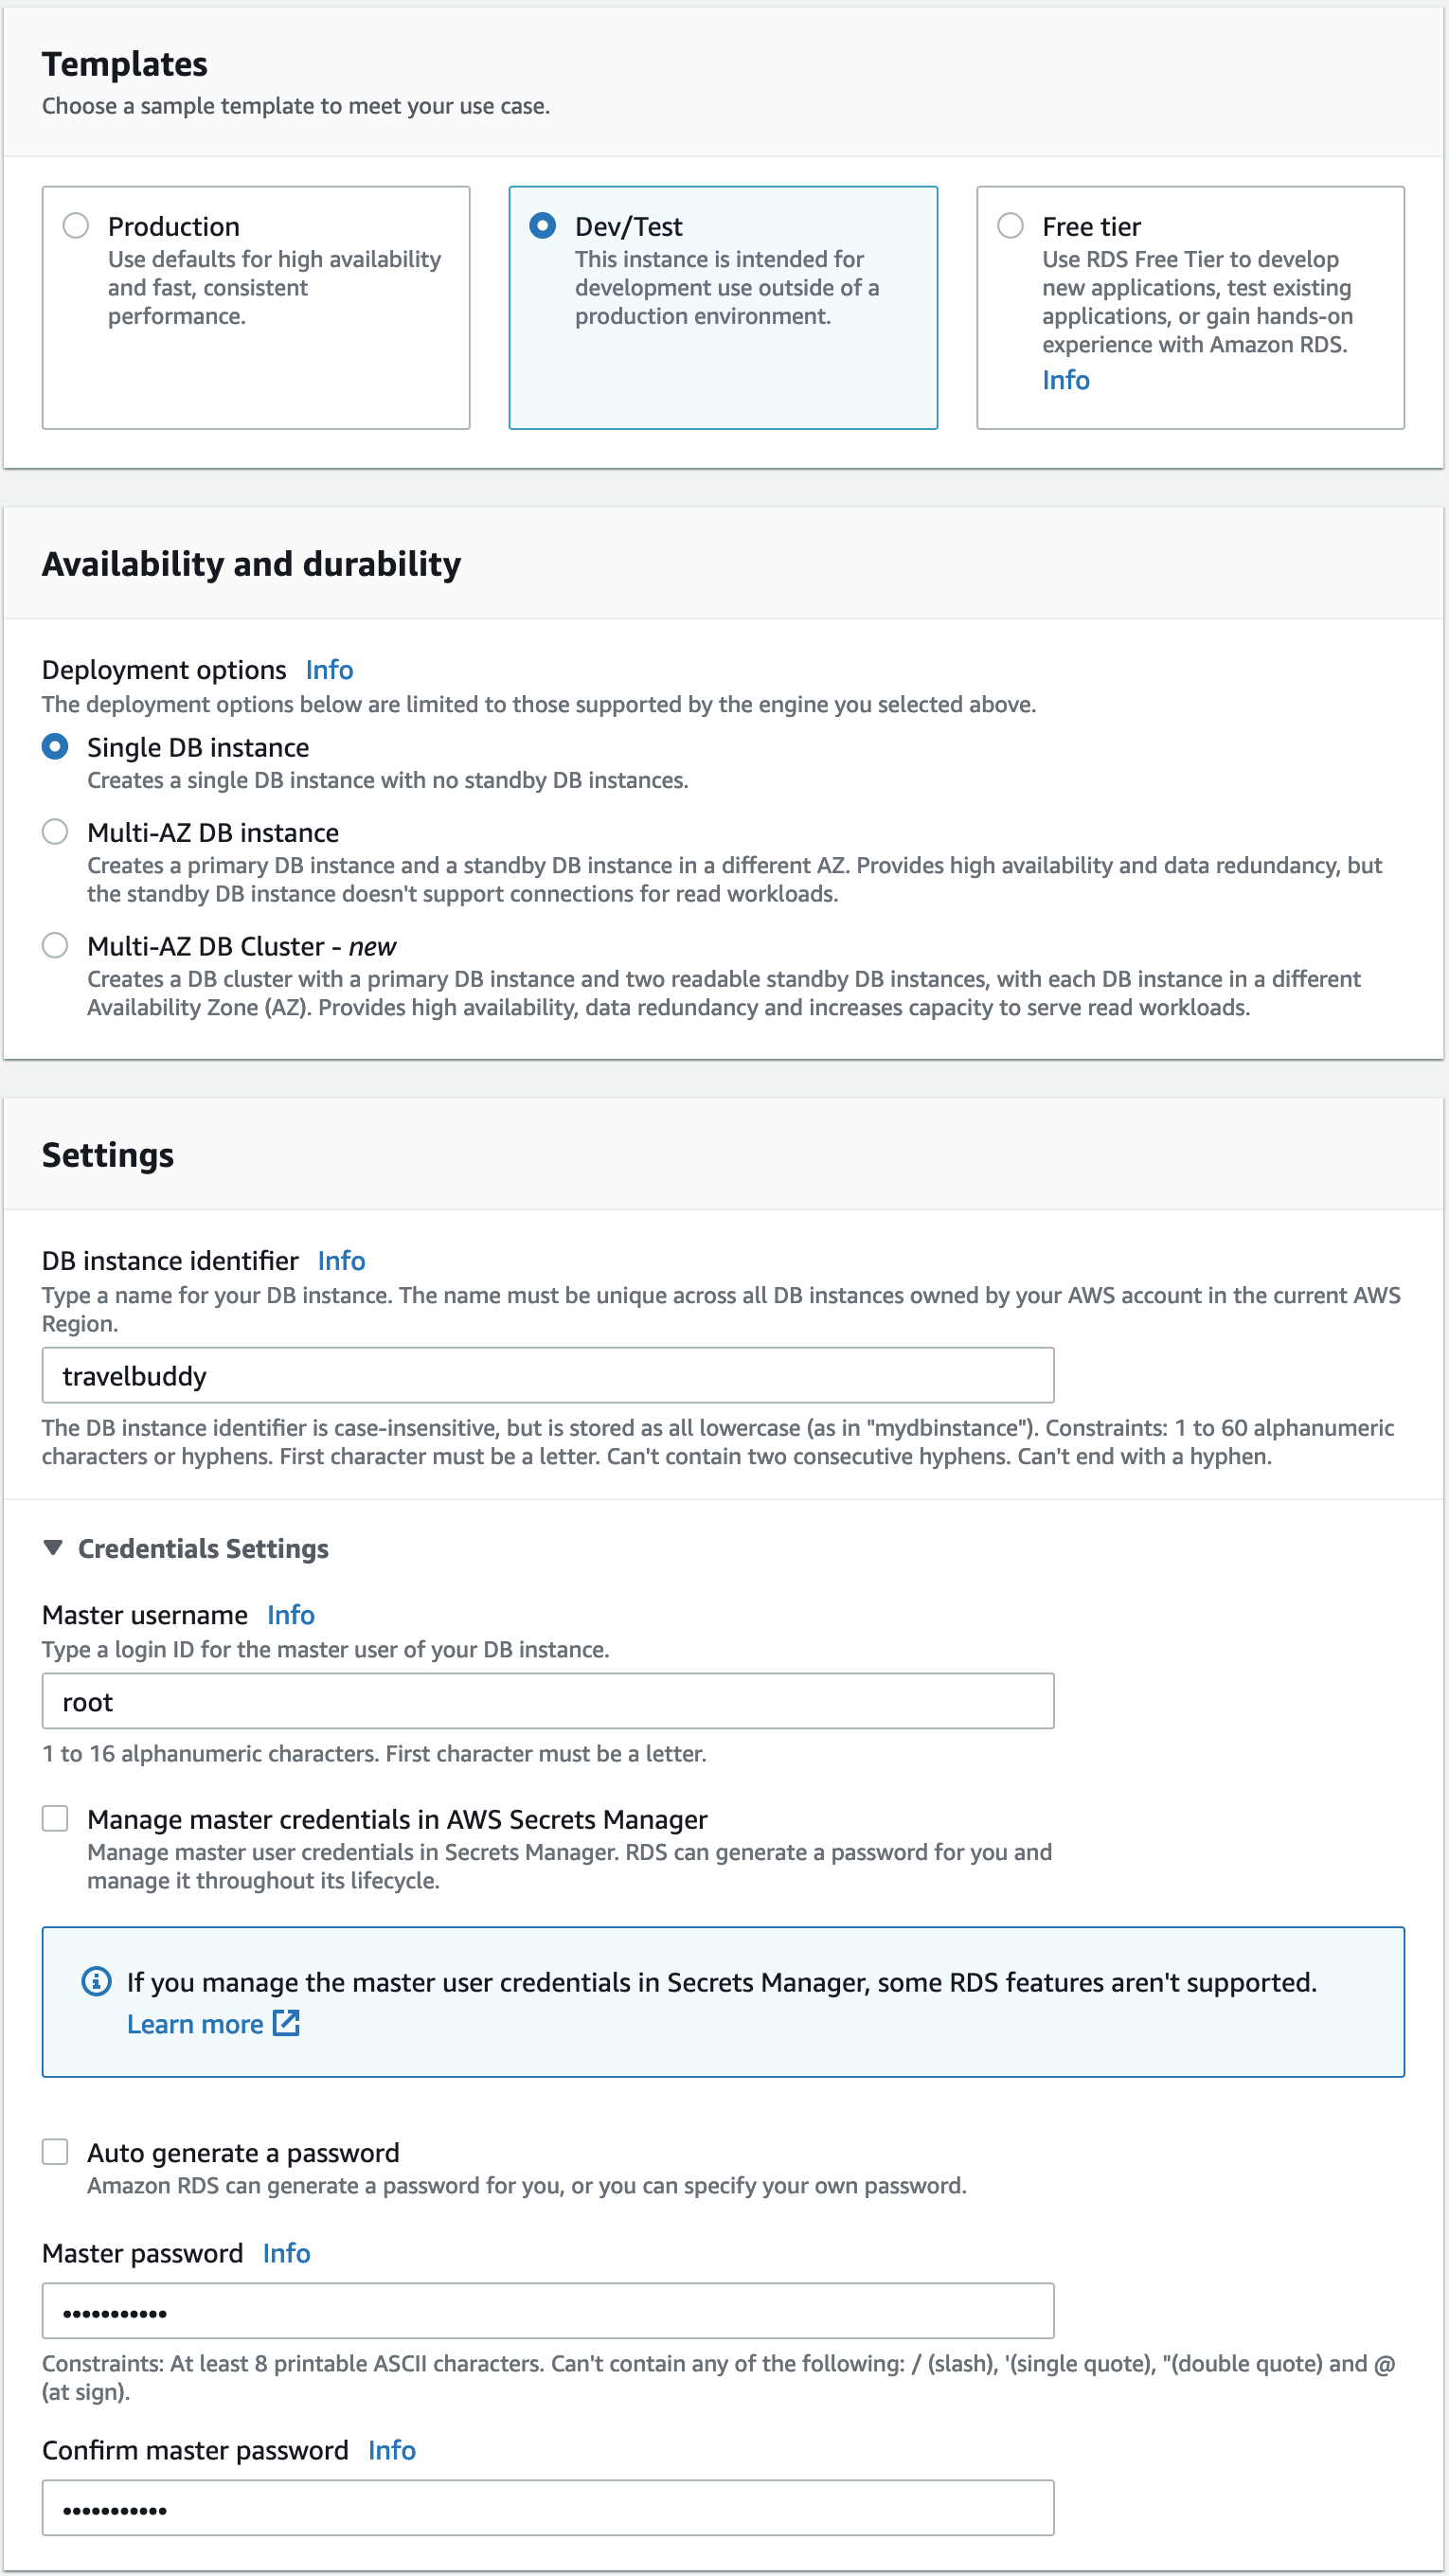 Templates
Choose a sample template to meet your use case.
Production
Use defaults for high availability
and fast, consistent
performance.
Dev/Test
This instance is intended for
development use outside of a
production environment.
Free tier
Use RDS Free Tier to develop
new applications, test existing
applications, or gain hands-on
experience with Amazon RDS.
Info
Availability and durability
Deployment options Info
The deployment options below are limited to those supported by the engine you selected above.
Single DB instance
Creates a single DB instance with no standby DB instances.
Multi-AZ DB instance
Creates a primary DB instance and a standby DB instance in a different AZ. Provides high availability and data redundancy, but
the standby DB instance doesn't support connections for read workloads.
Multi-AZ DB Cluster - new
Creates a DB cluster with a primary DB instance and two readable standby DB instances, with each DB instance in a different
Availability Zone (AZ). Provides high availability, data redundancy and increases capacity to serve read workloads.
Settings
DB instance identifier Info
Type a name for your DB instance. The name must be unique across all DB instances owned by your AWS account in the current AWS
Region.
travelbuddy
The DB instance identifier is case-insensitive, but is stored as all lowercase (as in "mydbinstance"). Constraints: 1 to 60 alphanumeric
characters or hyphens. First character must be a letter. Can't contain two consecutive hyphens. Can't end with a hyphen.
Credentials Settings
Master username Info
Type a login ID for the master user of your DB instance.
root
1 to 16 alphanumeric characters. First character must be a letter.
Manage master credentials in AWS Secrets Manager
Manage master user credentials in Secrets Manager. RDS can generate a password for you and
manage it throughout its lifecycle.
If you manage the master user credentials in Secrets Manager, some RDS features aren't supported.
Learn more
Auto generate a password
Amazon RDS can generate a password for you, or you can specify your own password.
Master password Info
•••••••••••
Constraints: At least 8 printable ASCII characters. Can't contain any of the following: / (slash), '(single quote), "(double quote) and @
(at sign).
Confirm master password Info
•••••••••••